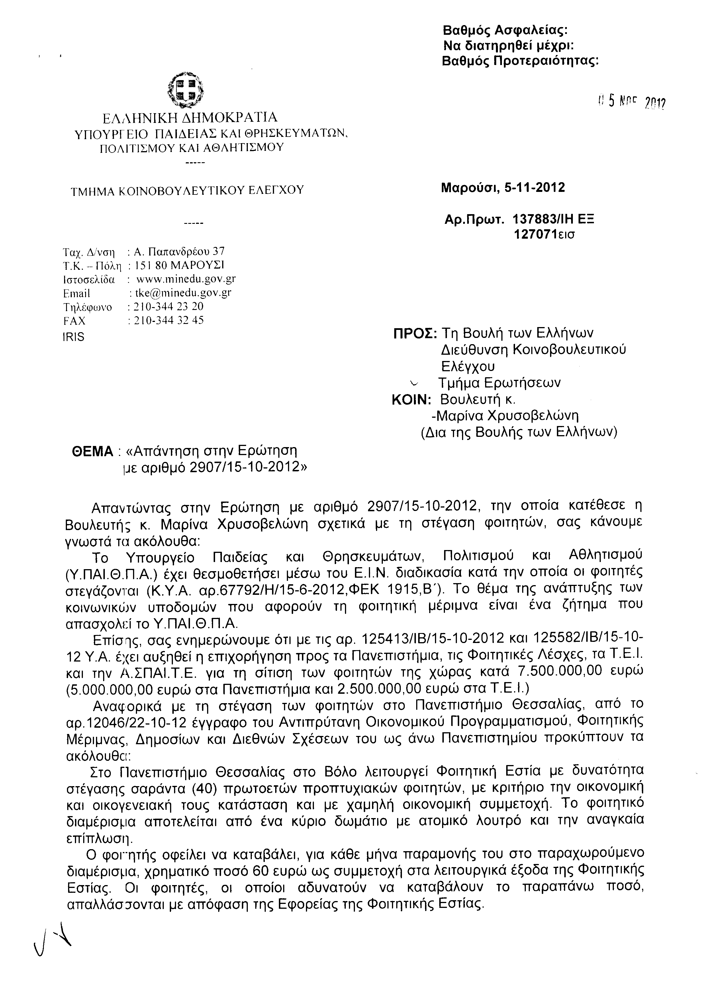 Βαθμός Ασφαλείας:
Να διατηρηθεί μέχρι:
Βαθμός Προτεραιότητας:
05 ΝΟΕ 2012
ΕΛΛΗΝΙΚΗ ΔΗΜΟΚΡΑΤΙΑ
ΥΠΟΥΡΓΕΙΟ ΠΑΙΔΕΙΑΣ ΚΑΙ ΘΡΗΣΚΕΥΜΑΤΩΝ,
ΠΟΛΙΤΙΣΜΟΥ ΚΑΙ ΑΘΛΗΤΙΣΜΟΥ
-----
ΤΜΗΜΑ ΚΟΙΝΟΒΟΥΛΕΥΤΙΚΟΥ ΕΛΕΓΧΟΥ
-----
Μαρούσι, 5-11-2012
Αρ.Πρωτ. 137883/ΙΗ ΕΞ
127071εισ
Ταχ. Δ/νση : Α. Παπανδρέου 37
Τ.Κ. – Πόλη : 151 80 ΜΑΡΟΥΣΙ
Ιστοσελίδα : www.minedu.gov.gr
Email : tke@minedu.gov.gr
Τηλέφωνο : 210-344 23 20
FAX : 210-344 32 45
IRIS
ΠΡΟΣ: Τη Βουλή των Ελλήνων
Διεύθυνση Κοινοβουλευτικού
Ελέγχου
Τμήμα Ερωτήσεων
ΚΟΙΝ: Βουλευτή κ.
-Μαρίνα Χρυσοβελώνη
(Δια της Βουλής των Ελλήνων)
ΘΕΜΑ : «Απάντηση στην Ερώτηση
με αριθμό 2907/15-10-2012»
Απαντώντας στην Ερώτηση με αριθμό 2907/15-10-2012, την οποία κατέθεσε η
Βουλευτής κ. Μαρίνα Χρυσοβελώνη σχετικά με τη στέγαση φοιτητών, σας κάνουμε
γνωστά τα ακόλουθα:
Το Υπουργείο Παιδείας και Θρησκευμάτων, Πολιτισμού και Αθλητισμού
(Υ.ΠΑΙ.Θ.Π.Α.) έχει θεσμοθετήσει μέσω του Ε.Ι.Ν. διαδικασία κατά την οποία οι φοιτητές
στεγάζονται (Κ.Υ.Α. αρ.67792/Η/15-6-2012,ΦΕΚ 1915,Β΄). Το θέμα της ανάπτυξης των
κοινωνικών υποδομών που αφορούν τη φοιτητική μέριμνα είναι ένα ζήτημα που
απασχολεί το Υ.ΠΑΙ.Θ.Π.Α.
Επίσης, σας ενημερώνουμε ότι με τις αρ. 125413/ΙΒ/15-10-2012 και 125582/ΙΒ/15-10-
12 Υ.Α. έχει αυξηθεί η επιχορήγηση προς τα Πανεπιστήμια, τις Φοιτητικές Λέσχες, τα Τ.Ε.Ι.
και την Α.ΣΠΑΙ.Τ.Ε. για τη σίτιση των φοιτητών της χώρας κατά 7.500.000,00 ευρώ
(5.000.000,00 ευρώ στα Πανεπιστήμια και 2.500.000,00 ευρώ στα Τ.Ε.Ι.)
Αναφορικά με τη στέγαση των φοιτητών στο Πανεπιστήμιο Θεσσαλίας, από το
αρ.12046/22-10-12 έγγραφο του Αντιπρύτανη Οικονομικού Προγραμματισμού, Φοιτητικής
Μέριμνας, Δημοσίων και Διεθνών Σχέσεων του ως άνω Πανεπιστημίου προκύπτουν τα
ακόλουθα:
Στο Πανεπιστήμιο Θεσσαλίας στο Βόλο λειτουργεί Φοιτητική Εστία με δυνατότητα
στέγασης σαράντα (40) πρωτοετών προπτυχιακών φοιτητών, με κριτήριο την οικονομική
και οικογενειακή τους κατάσταση και με χαμηλή οικονομική συμμετοχή. Το φοιτητικό
διαμέρισμα αποτελείται από ένα κύριο δωμάτιο με ατομικό λουτρό και την αναγκαία
επίπλωση.
Ο φοιτητής οφείλει να καταβάλει, για κάθε μήνα παραμονής του στο παραχωρούμενο
διαμέρισμα, χρηματικό ποσό 60 ευρώ ως συμμετοχή στα λειτουργικά έξοδα της Φοιτητικής
Εστίας. Οι φοιτητές, οι οποίοι αδυνατούν να καταβάλουν το παραπάνω ποσό,
απαλλάσσονται με απόφαση της Εφορείας της Φοιτητικής Εστίας.